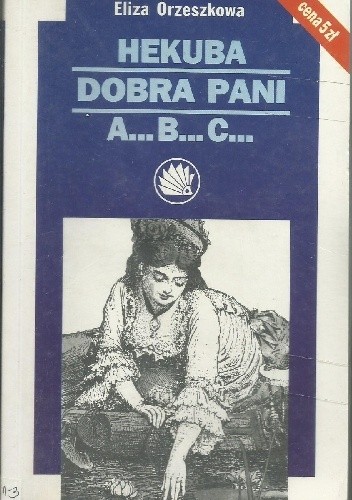 Eliza Orzeszkowa
cena 5 zł
HEKUBA
DOBRA PANI
A... B... C...